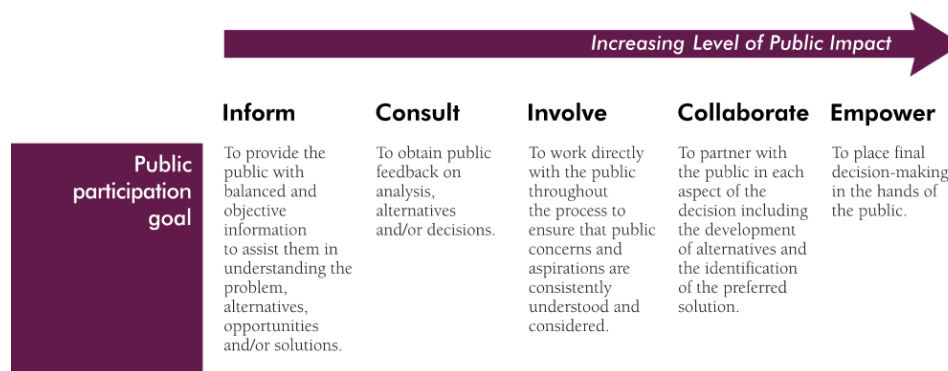 Increasing Level of Public Impact
Inform
Consult
Involve
Collaborate
Empower
Public
participation
goal
To provide the
public with
balanced and
objective
information
to assist them in
understanding the
problem,
alternatives,
opportunities
and/or solutions.
To obtain public
feedback on
analysis,
alternatives
and/or decisions.
To work directly
with the public
throughout
the process to
ensure that public
concerns and
aspirations are
consistently
understood and
considered.
To partner with
the public in each
aspect of the
decision including
the development
of alternatives and
the identification
of the preferred
solution.
To place final
decision-making
in the hands of
the public.